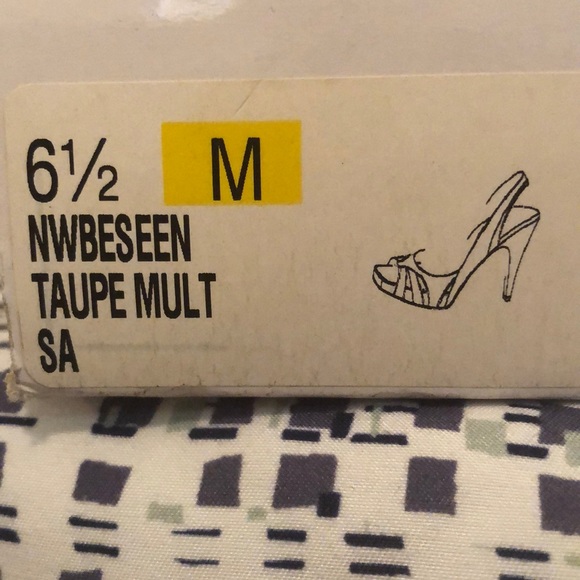 6½ M
NWBESEEN
TAUPE MULT
SA